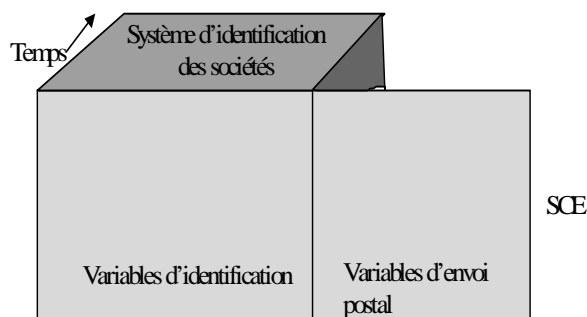 Temps
Système d'identification
des sociétés
SCE
Variables d'identification
Variables d'envoi
postal